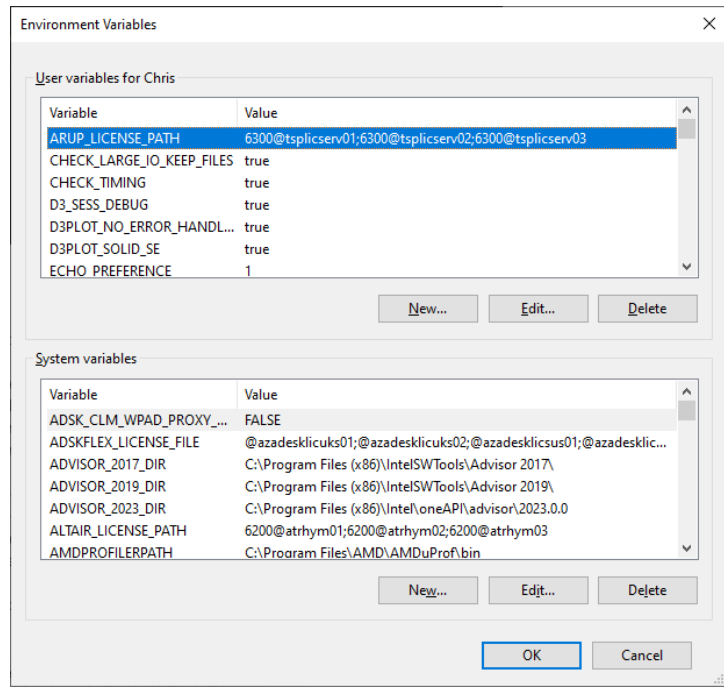 Environment Variables
User variables for Chris
Variable Value
ARUP_LICENSE_PATH 6300@tsplicserv01;6300@tsplicserv02;6300@tsplicserv03
CHECK_LARGE_IO_KEEP_FILES true
CHECK_TIMING true
D3_SESS_DEBUG true
D3PLOT_NO_ERROR_HANDL... true
D3PLOT_SOLID_SE true
ECHO PREFERENCE 1
New... Edit... Delete
System variables
Variable Value
ADSK_CLM_WPAD_PROXY_... FALSE
ADSKFLEX_LICENSE_FILE @azadesklicuks01;@azadesklicuks02;@azadesklicsus01;@azadesklic...
ADVISOR_2017_DIR C:\Program Files (x86)\IntelSWTools\Advisor 2017\
ADVISOR_2019_DIR C:\Program Files (x86)\IntelSWTools\Advisor 2019\
ADVISOR_2023_DIR C:\Program Files (x86)\Intel\oneAPI\advisor\2023.0.0
ALTAIR_LICENSE_PATH 6200@atrhym01;6200@atrhym02;6200@atrhym03
AMDPROFILERPATH C:\Program Files\AMD\AMDuProf\bin
New... Edit... Delete
OK Cancel